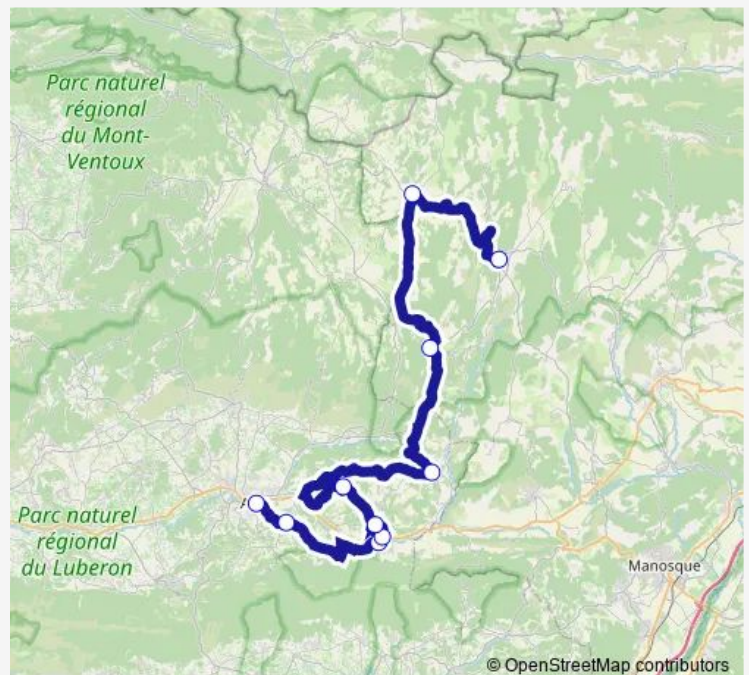 Parc naturel
régional
du Mont-
Ventoux
A
Parc naturel
régional
du Luberon
Manosque
© OpenStreetMap contributors